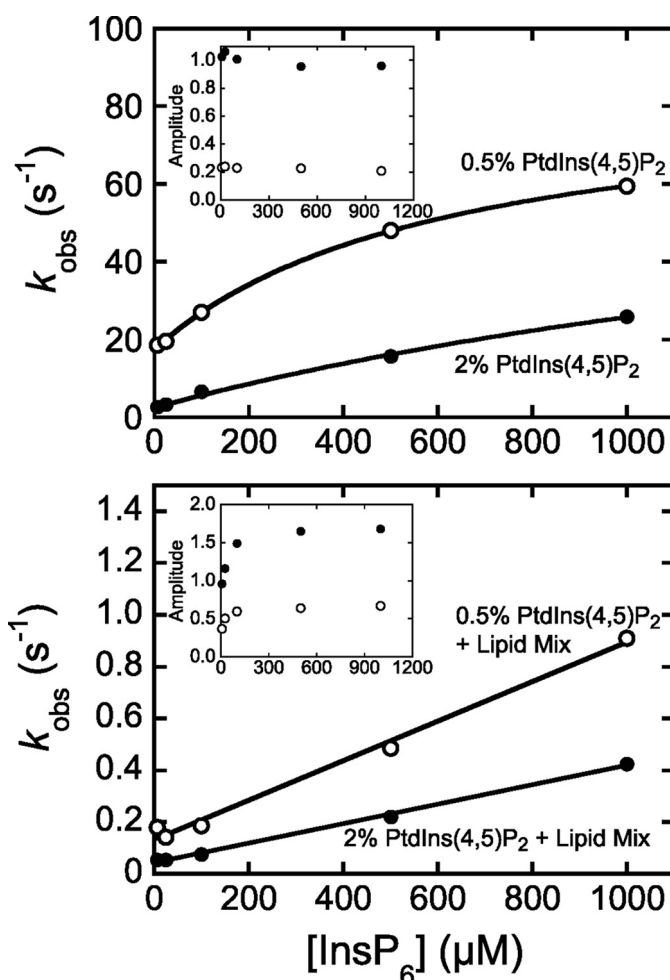 100
80
60
40
20
0
k obs (s⁻¹)
1.0
0.8
0.6
0.4
0.2
0.0
Amplitude
300 600 900 1200
0.5% PtdIns(4,5)P₂
2% PtdIns(4,5)P₂
0 200 400 600 800 1000
1.4
1.2
1.0
0.8
0.6
0.4
0.2
0
k obs (s⁻¹)
2.0
1.5
1.0
0.5
0.0
Amplitude
0 300 600 900 1200
0.5% PtdIns(4,5)P₂
+ Lipid Mix
2% PtdIns(4,5)P₂ + Lipid Mix
0 200 400 600 800 1000
[InsP₆] (μM)